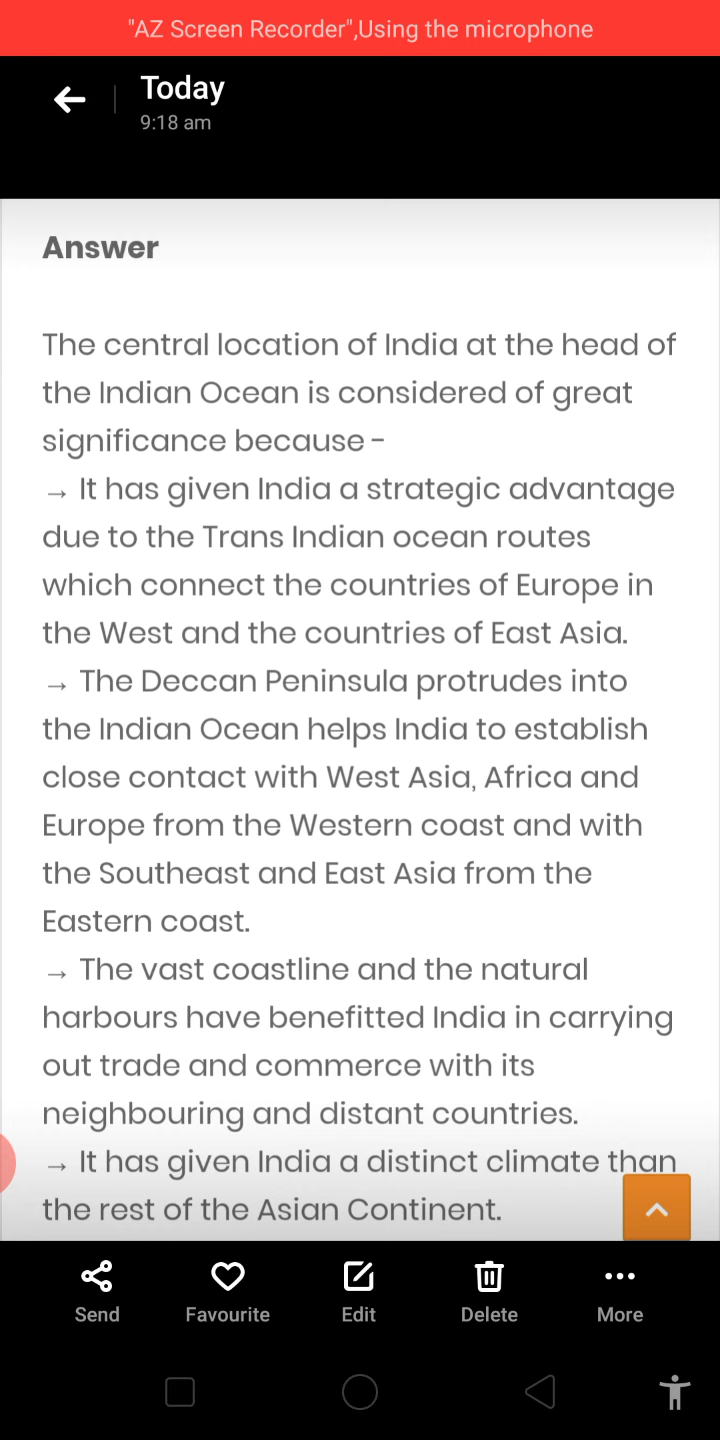 "AZ Screen Recorder",Using the microphone
Today
9:18 am
Answer
The central location of India at the head of
the Indian Ocean is considered of great
significance because -
→ It has given India a strategic advantage
due to the Trans Indian ocean routes
which connect the countries of Europe in
the West and the countries of East Asia.
→ The Deccan Peninsula protrudes into
the Indian Ocean helps India to establish
close contact with West Asia, Africa and
Europe from the Western coast and with
the Southeast and East Asia from the
Eastern coast.
→ The vast coastline and the natural
harbours have benefitted India in carrying
out trade and commerce with its
neighbouring and distant countries.
→ It has given India a distinct climate than
the rest of the Asian Continent.
Send Favourite Edit Delete More